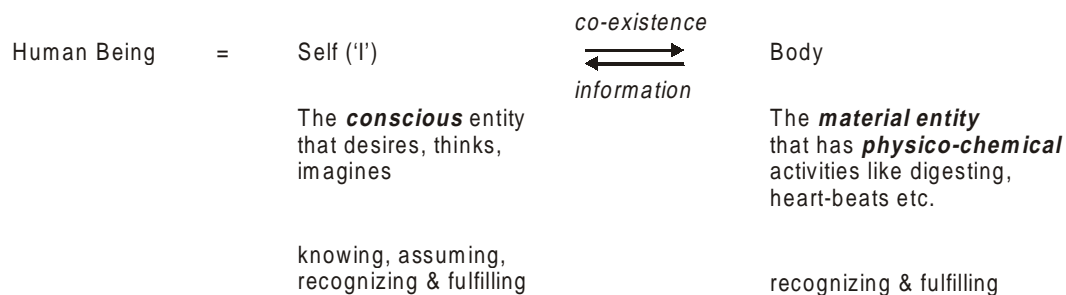 co-existence
Human Being = Self (‘I’) Body
information
The conscious entity
that desires, thinks,
imagines
The material entity
that has physico-chemical
activities like digesting,
heart-beats etc.
knowing, assuming,
recognizing & fulfilling
recognizing & fulfilling